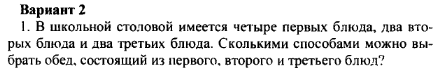 Вариант 2
1. В школьной столовой имеется четыре первых блюда, два вто-
рых блюда и два третьих блюда. Сколькими способами можно вы-
брать обед, состоящий из первого, второго и третьего блюд?